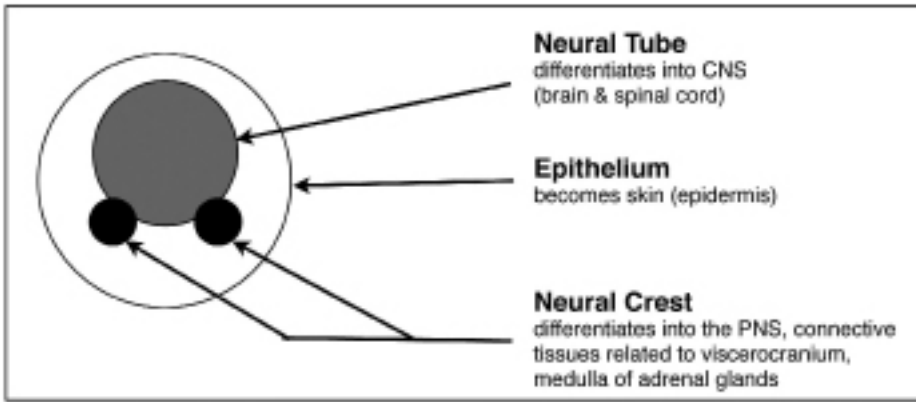 Neural Tube
differentiates into CNS
(brain & spinal cord)
Epithelium
becomes skin (epidermis)
Neural Crest
differentiates into the PNS, connective
tissues related to viscerocranium,
medulla of adrenal glands